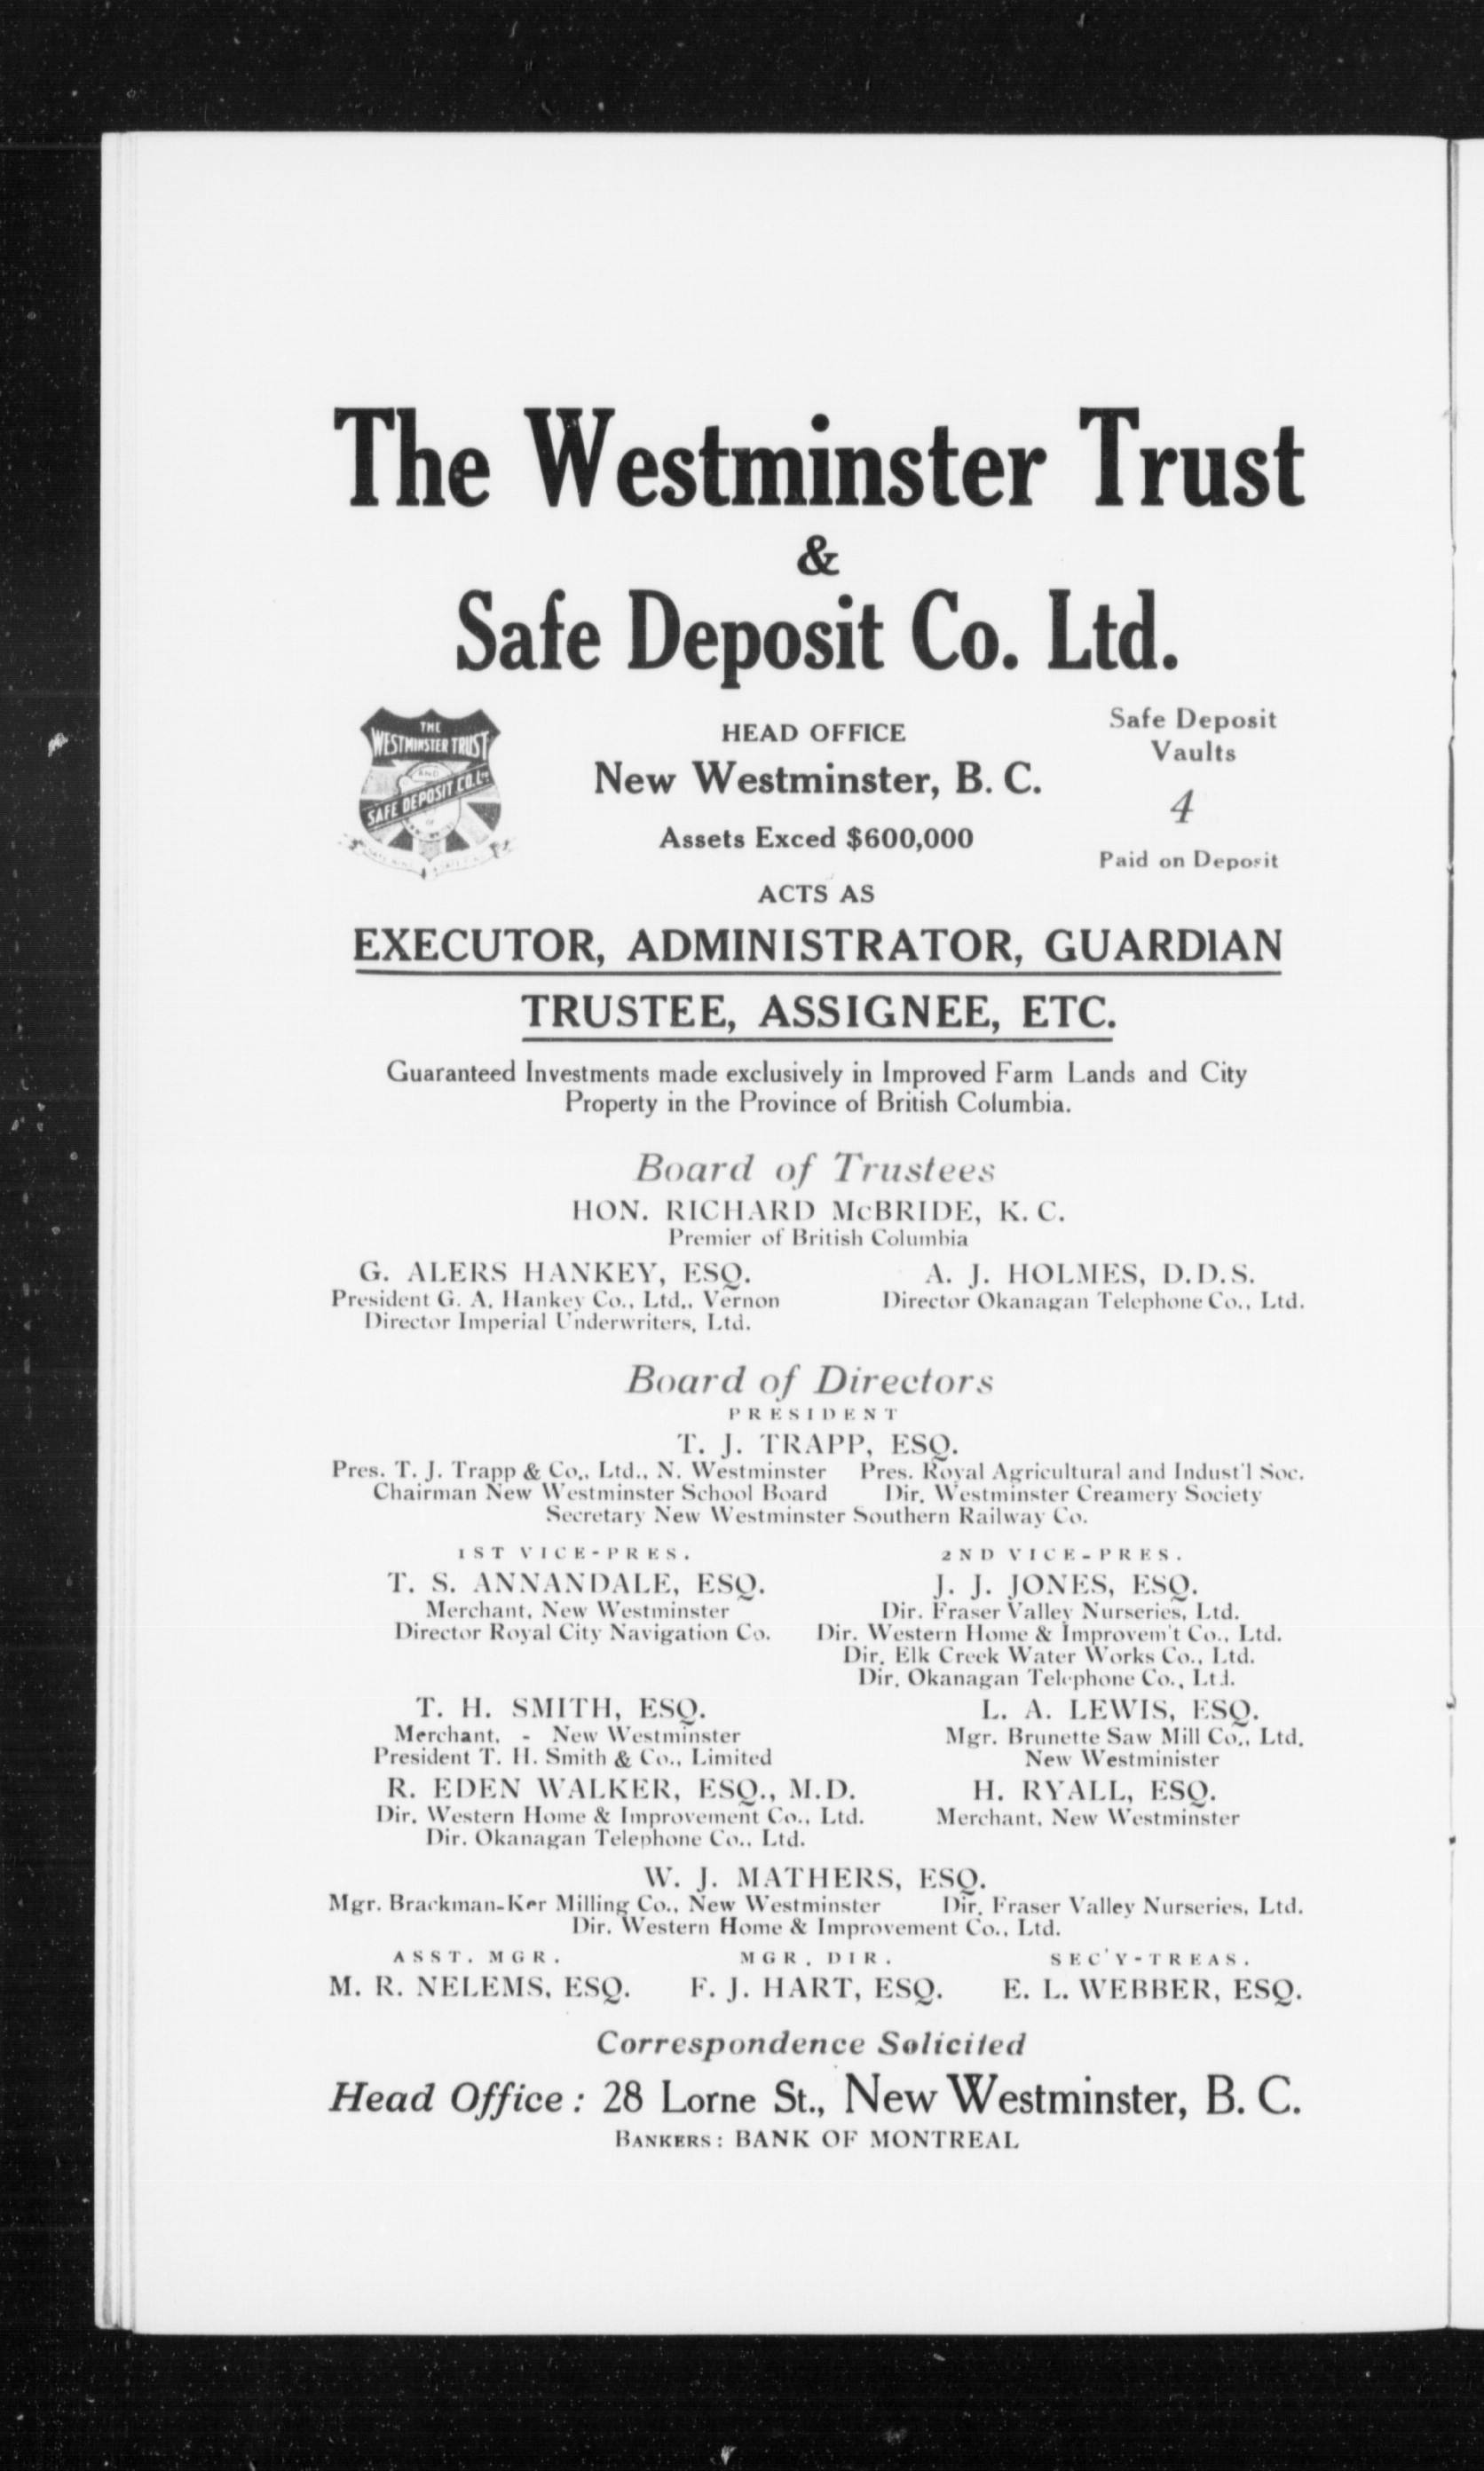 The Westminster Trust
&
Safe Deposit Co. Ltd.
THE
WESTMINSTER TRUST
AND
SAFE DEPOSIT CO. LTD
HEAD OFFICE
New Westminster, B. C.
Assets Exced $600,000
Safe Deposit
Vaults
4
Paid on Deposit
ACTS AS
EXECUTOR, ADMINISTRATOR, GUARDIAN
TRUSTEE, ASSIGNEE, ETC.
Guaranteed Investments made exclusively in Improved Farm Lands and City
Property in the Province of British Columbia.
Board of Trustees
HON. RICHARD McBRIDE, K. C.
Premier of British Columbia
G. ALERS HANKEY, ESQ.
President G. A. Hankey Co., Ltd., Vernon
Director Imperial Underwriters, Ltd.
A. J. HOLMES, D.D.S.
Director Okanagan Telephone Co., Ltd.
Board of Directors
PRESIDENT
T. J. TRAPP, ESQ.
Pres. T. J. Trapp & Co., Ltd., N. Westminster Pres. Royal Agricultural and Indust'l Soc.
Chairman New Westminster School Board Dir. Westminster Creamery Society
Secretary New Westminster Southern Railway Co.
1ST VICE-PRES.
T. S. ANNANDALE, ESQ.
Merchant, New Westminster
Director Royal City Navigation Co.
2ND VICE-PRES.
J. J. JONES, ESQ.
Dir. Fraser Valley Nurseries, Ltd.
Dir. Western Home & Improvem't Co., Ltd.
Dir. Elk Creek Water Works Co., Ltd.
Dir. Okanagan Telephone Co., Ltd.
T. H. SMITH, ESQ.
Merchant, - New Westminster
President T. H. Smith & Co., Limited
L. A. LEWIS, ESQ.
Mgr. Brunette Saw Mill Co., Ltd.
New Westminister
R. EDEN WALKER, ESQ., M.D.
Dir. Western Home & Improvement Co., Ltd.
Dir. Okanagan Telephone Co., Ltd.
H. RYALL, ESQ.
Merchant, New Westminster
W. J. MATHERS, ESQ.
Mgr. Brackman-Ker Milling Co., New Westminster Dir. Fraser Valley Nurseries, Ltd.
Dir. Western Home & Improvement Co., Ltd.
ASST. MGR. MGR. DIR. SEC'Y-TREAS.
M. R. NELEMS, ESQ. F. J. HART, ESQ. E. L. WEBBER, ESQ.
Correspondence Solicited
Head Office: 28 Lorne St., New Westminster, B. C.
BANKERS: BANK OF MONTREAL